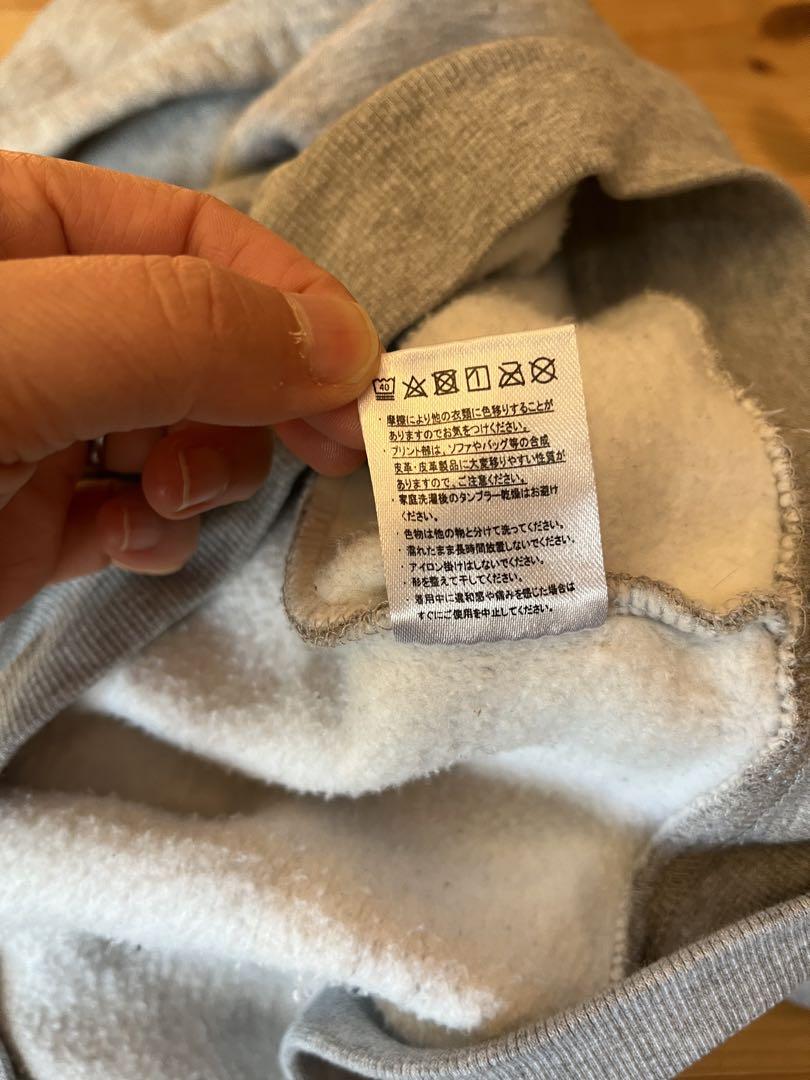 40
・摩擦により他の衣類に色移りすることが
ありますのでお気をつけください。
・プリント部は、ソファやバッグ等の合成
皮革・皮革製品に大変移りやすい性質が
ありますので、ご注意ください。
・家庭洗濯後のタンブラー乾燥はお避け
ください。
・色物は他の物と分けて洗ってください。
・濡れたまま長時間放置しないでください。
・アイロン掛けはしないでください。
・形を整えて干してください。
・着用中に違和感や痛みを感じた場合は
すぐにご使用を中止してください。